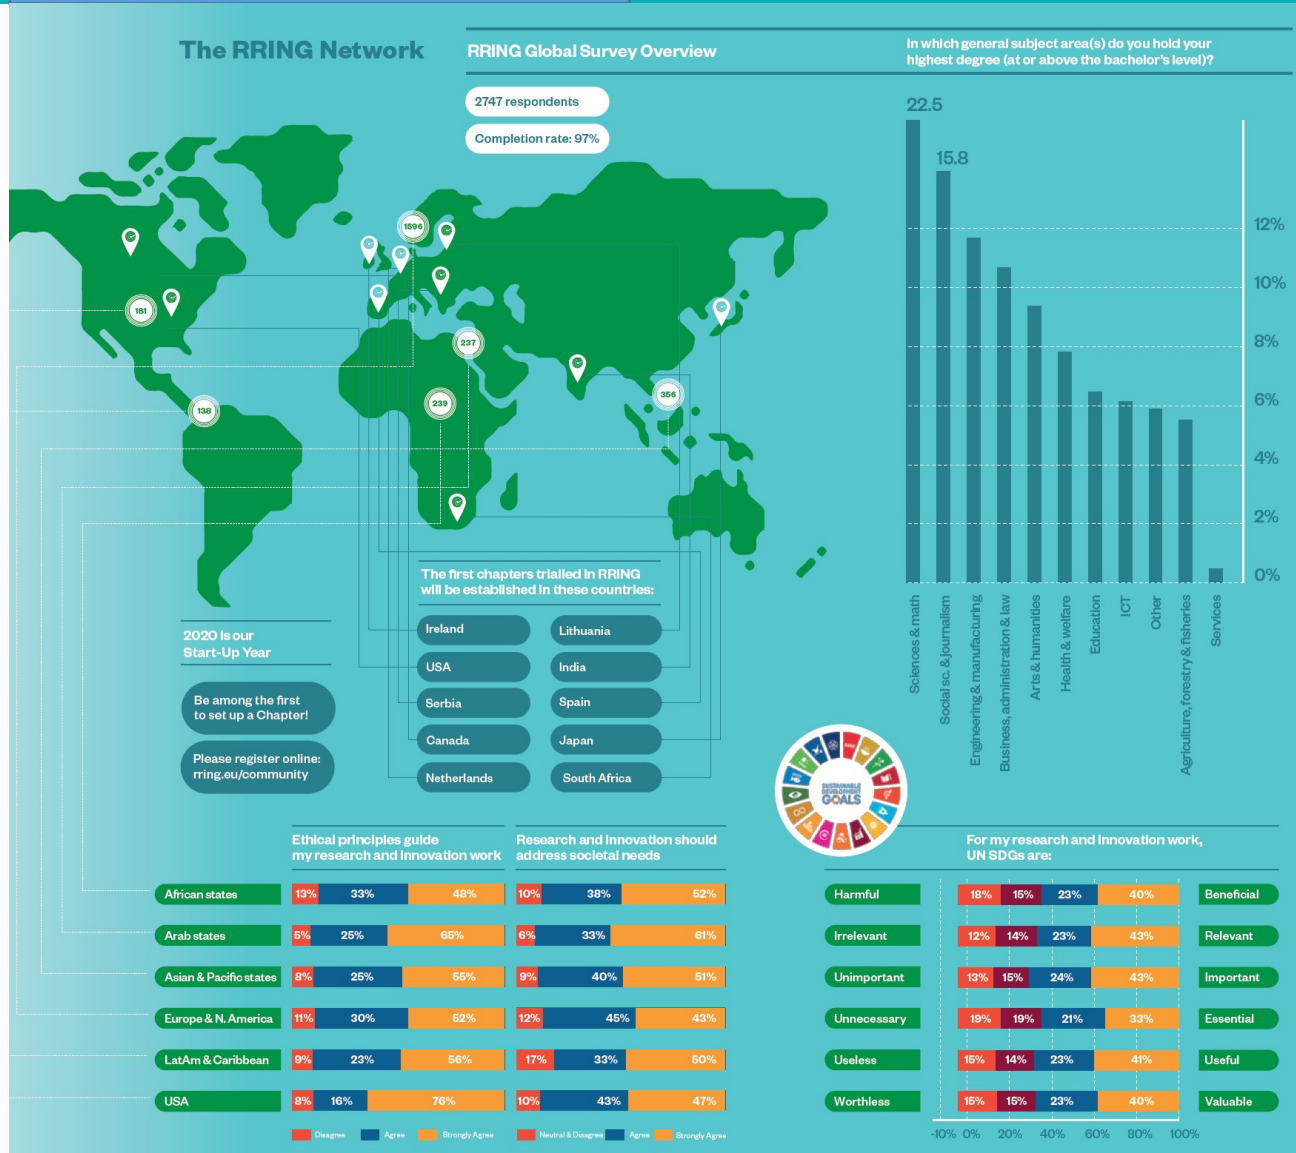 The RRING Network
RRING Global Survey Overview
2747 respondents
Completion rate: 97%
In which general subject area(s) do you hold your
highest degree (at or above the bachelor's level)?
22.5
15.8
12%
10%
8%
6%
4%
2%
0%
Sciences & math
Social sc. & journalism
Engineering & manufacturing
Business, administration & law
Arts & humanities
Health & welfare
Education
ICT
Other
Agriculture, forestry & fisheries
Services
1596
181
237
138
239
356
The first chapters trialled in RRING
will be established in these countries:
Ireland
USA
Serbia
Canada
Netherlands
Lithuania
India
Spain
Japan
South Africa
2020 is our
Start-Up Year
Be among the first
to set up a Chapter!
Please register online:
rring.eu/community
SUSTAINABLE
DEVELOPMENT
GOALS
Ethical principles guide
my research and innovation work
Research and innovation should
address societal needs
African states 13% 33% 48% 10% 38% 52%
Arab states 5% 25% 65% 6% 33% 61%
Asian & Pacific states 8% 25% 55% 9% 40% 51%
Europe & N. America 11% 30% 52% 12% 45% 43%
LatAm & Caribbean 9% 23% 56% 17% 33% 50%
USA 8% 16% 76% 10% 43% 47%
Disagree Agree Strongly Agree
Neutral & Disagree Agree Strongly Agree
For my research and innovation work,
UN SDGs are:
Harmful 18% 15% 23% 40% Beneficial
Irrelevant 12% 14% 23% 43% Relevant
Unimportant 13% 15% 24% 43% Important
Unnecessary 19% 19% 21% 33% Essential
Useless 15% 14% 23% 41% Useful
Worthless 15% 15% 23% 40% Valuable
-10% 0% 20% 40% 60% 80% 100%